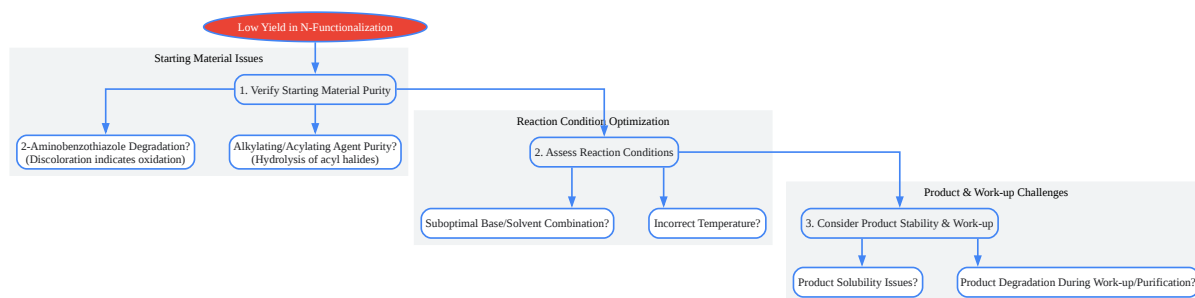 Low Yield in N-Functionalization
Starting Material Issues
1. Verify Starting Material Purity
2-Aminobenzothiazole Degradation?
(Discoloration indicates oxidation)
Alkylating/Acylating Agent Purity?
(Hydrolysis of acyl halides)
Reaction Condition Optimization
2. Assess Reaction Conditions
Suboptimal Base/Solvent Combination?
Incorrect Temperature?
Product & Work-up Challenges
3. Consider Product Stability & Work-up
Product Solubility Issues?
Product Degradation During Work-up/Purification?